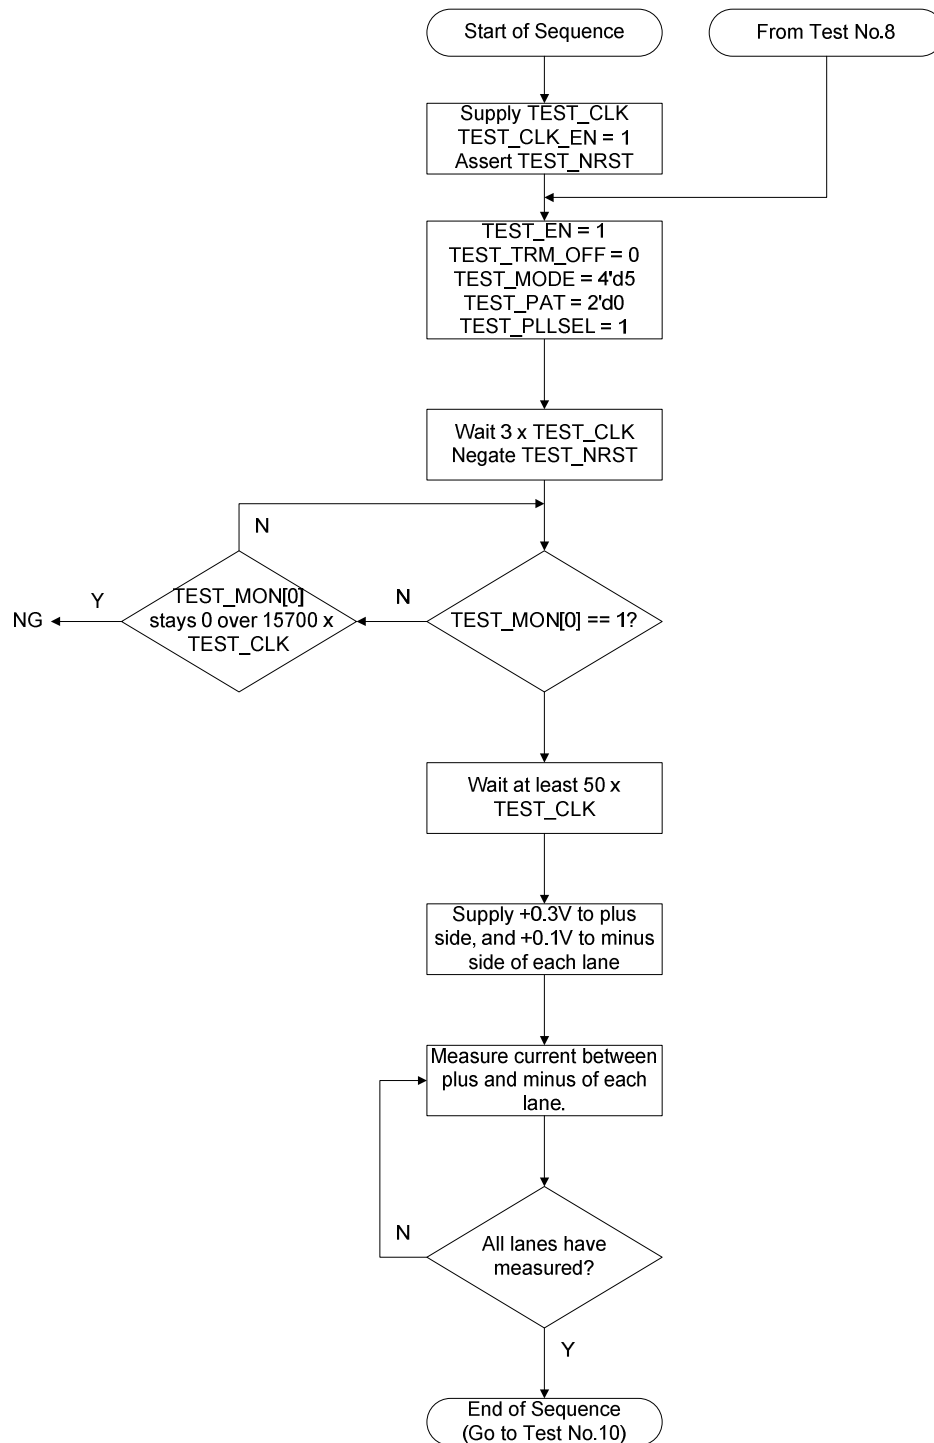 Start of Sequence
From Test No.8
Supply TEST_CLK
TEST_CLK_EN = 1
Assert TEST_NRST
TEST_EN = 1
TEST_TRM_OFF = 0
TEST_MODE = 4'd5
TEST_PAT = 2'd0
TEST_PLLSEL = 1
Wait 3 x TEST_CLK
Negate TEST_NRST
N
TEST_MON[0] == 1?
N
TEST_MON[0]
stays 0 over 15700 x
TEST_CLK
Y
NG
Wait at least 50 x
TEST_CLK
Supply +0.3V to plus
side, and +0.1V to minus
side of each lane
Measure current between
plus and minus of each
lane.
N
All lanes have
measured?
Y
End of Sequence
(Go to Test No.10)